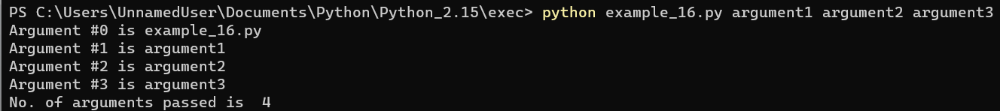 PS C:\Users\UnnamedUser\Documents\Python\Python_2.15\exec> python example_16.py argument1 argument2 argument3
Argument #0 is example_16.py
Argument #1 is argument1
Argument #2 is argument2
Argument #3 is argument3
No. of arguments passed is  4